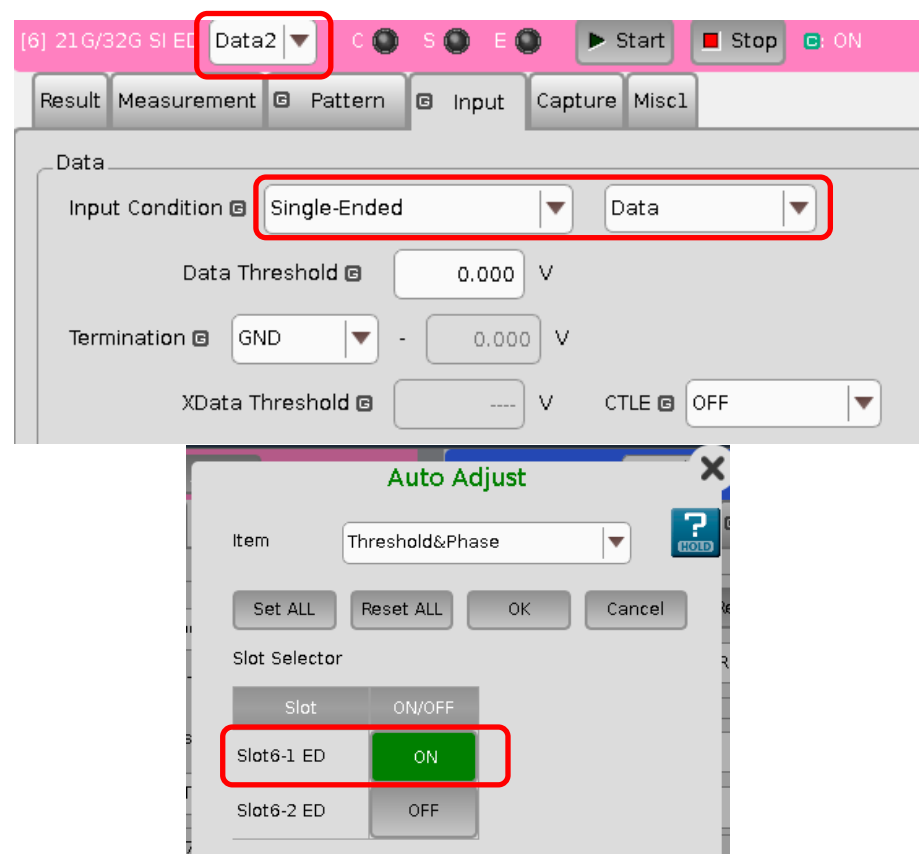 [6] 21G/32G SI ED Data2 C S E Start Stop C: ON
Result Measurement G Pattern G Input Capture Misc1
Data
Input Condition G Single-Ended Data
Data Threshold G 0.000 V
Termination G GND - 0.000 V
XData Threshold G ---- V CTLE G OFF
Auto Adjust
Item Threshold&Phase ? HOLD
Set ALL Reset ALL OK Cancel
Slot Selector
Slot ON/OFF
Slot6-1 ED ON
Slot6-2 ED OFF